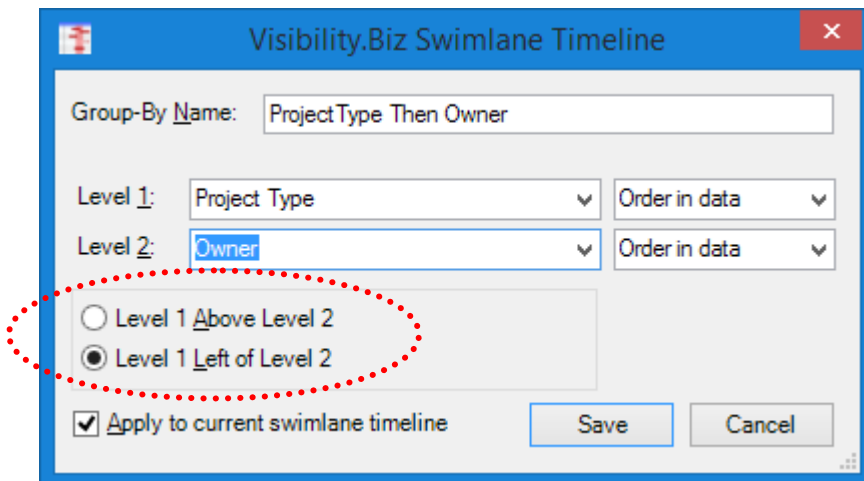 Visibility.Biz Swimlane Timeline
Group-By Name: ProjectType Then Owner
Level 1: Project Type Order in data
Level 2: Owner Order in data
Level 1 Above Level 2
Level 1 Left of Level 2
Apply to current swimlane timeline Save Cancel